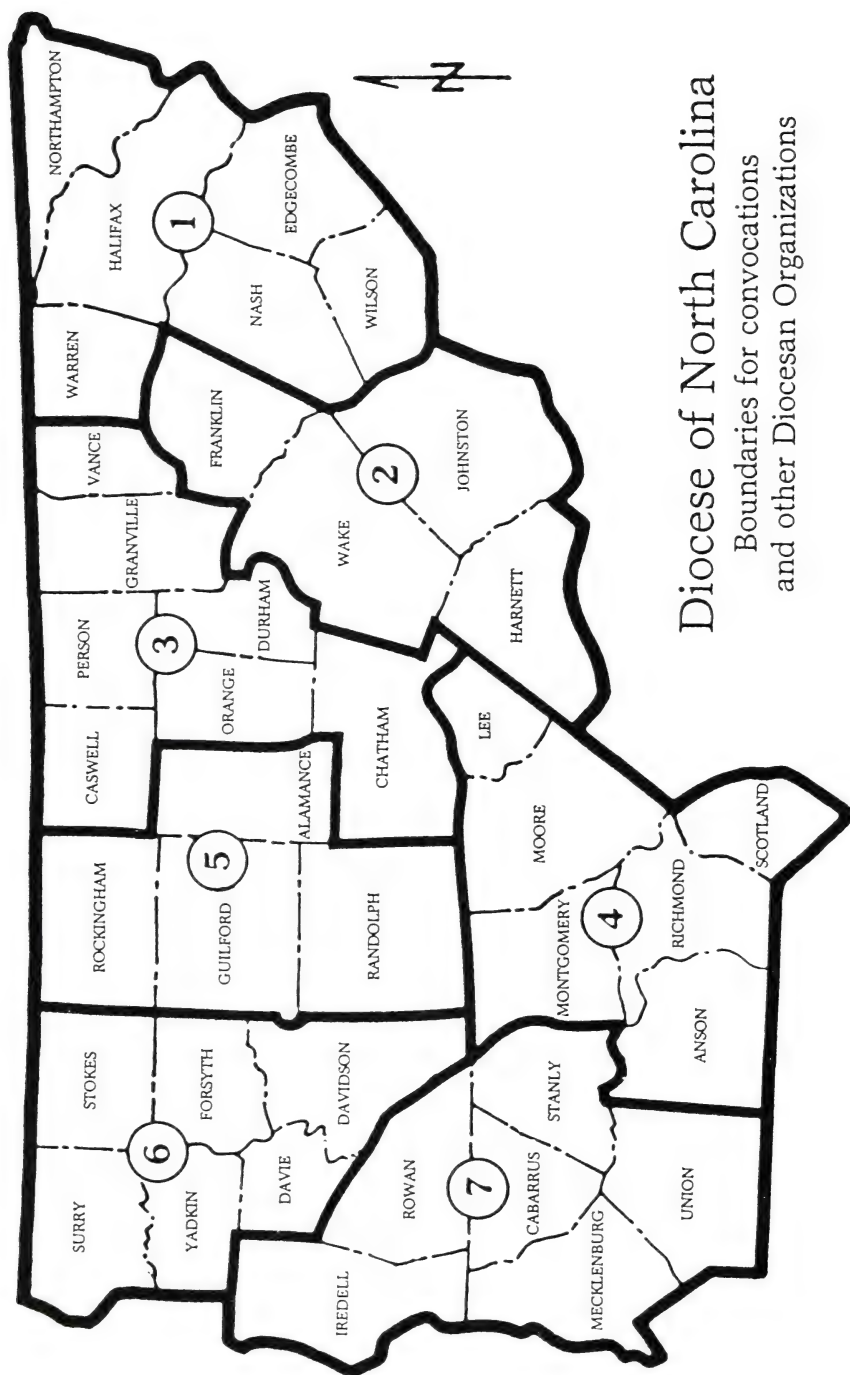 Diocese of North Carolina
Boundaries for convocations
and other Diocesan Organizations
N
SURRY
STOKES
ROCKINGHAM
CASWELL
PERSON
GRANVILLE
VANCE
WARREN
HALIFAX
NORTHAMPTON
6
5
3
1
YADKIN
FORSYTH
GUILFORD
ALAMANCE
ORANGE
DURHAM
FRANKLIN
NASH
EDGECOMBE
DAVIE
DAVIDSON
RANDOLPH
CHATHAM
WAKE
WILSON
IREDELL
ROWAN
2
JOHNSTON
7
CABARRUS
STANLY
MONTGOMERY
MOORE
LEE
HARNETT
4
MECKLENBURG
UNION
ANSON
RICHMOND
SCOTLAND